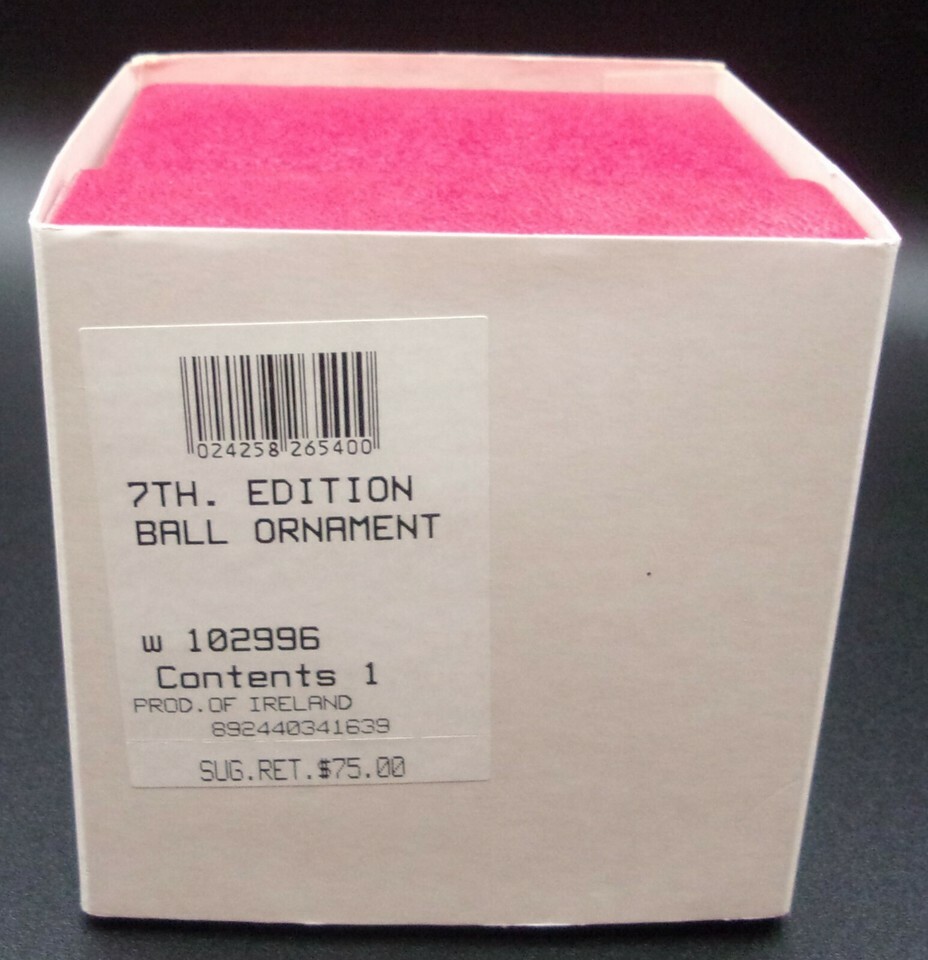 024258 265400
7TH. EDITION
BALL ORNAMENT
w 102996
Contents 1
PROD.OF IRELAND
892440341639
SUG.RET.$75.00